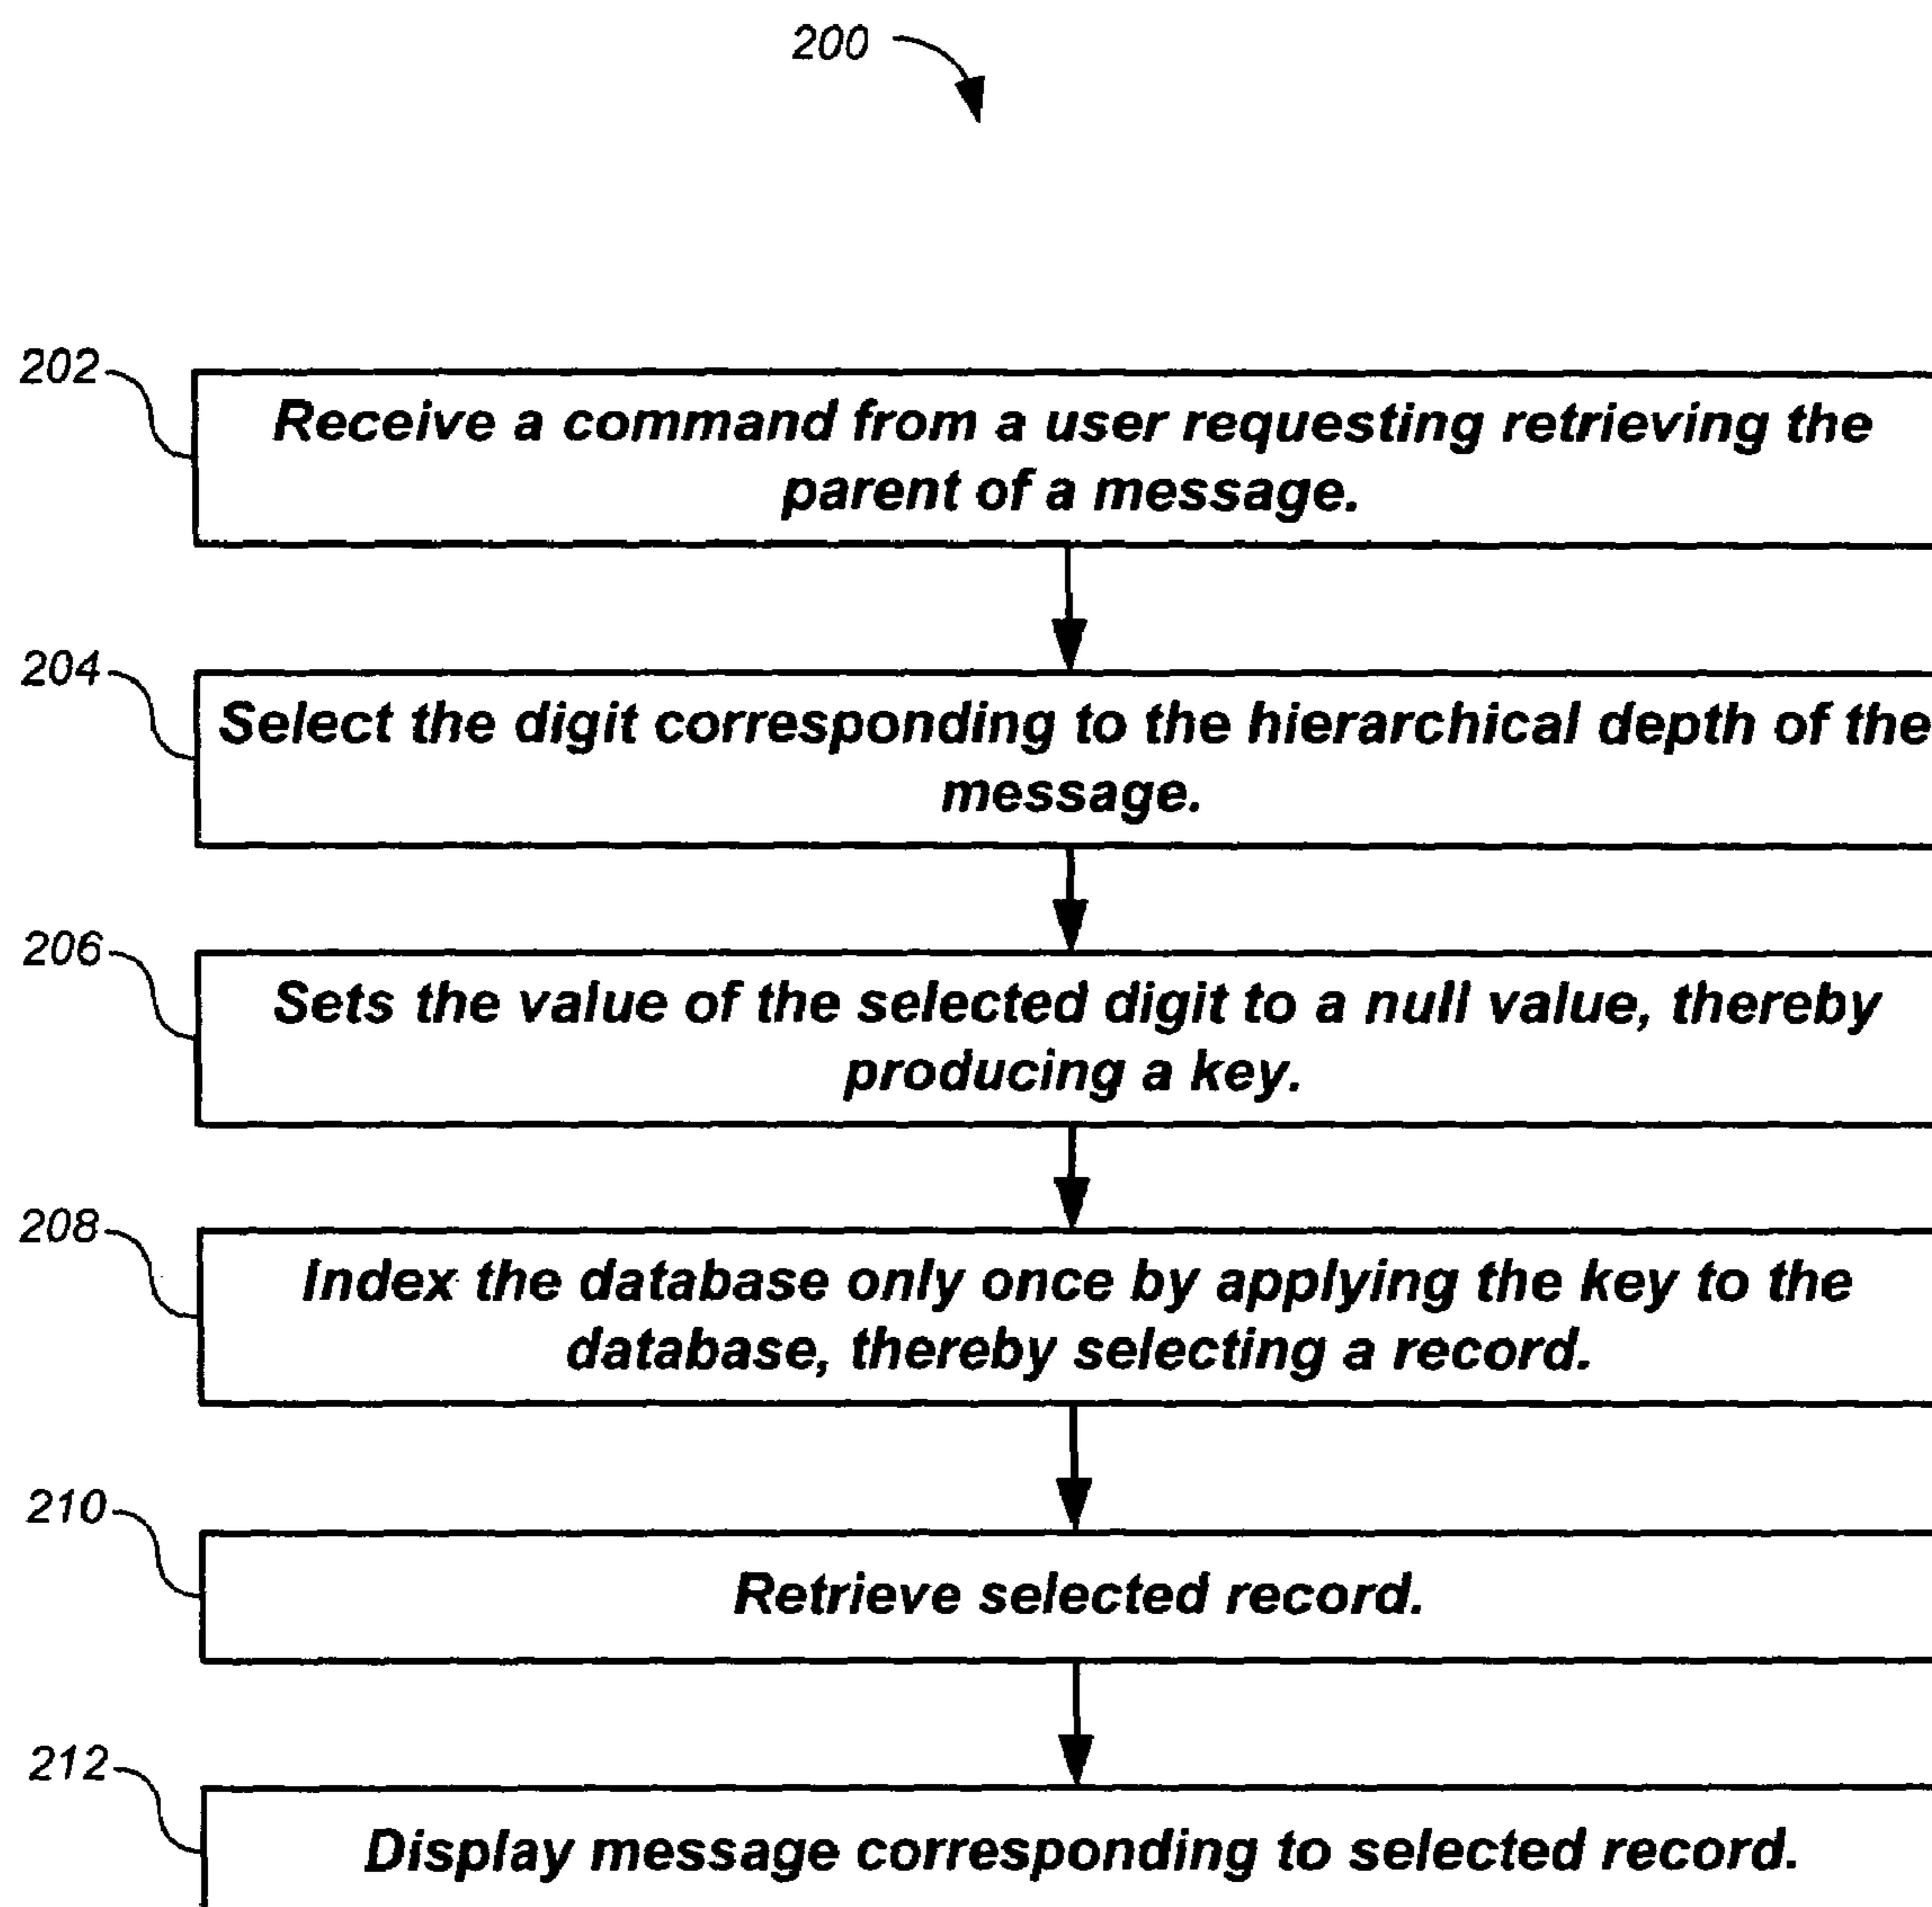 200
202
Receive a command from a user requesting retrieving the
parent of a message.
204
Select the digit corresponding to the hierarchical depth of the
message.
206
Sets the value of the selected digit to a null value, thereby
producing a key.
208
Index the database only once by applying the key to the
database, thereby selecting a record.
210
Retrieve selected record.
212
Display message corresponding to selected record.